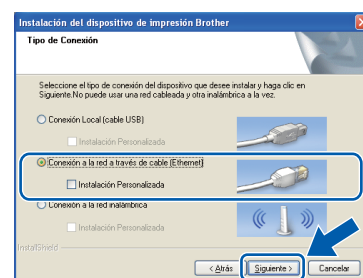 Instalación del dispositivo de impresión Brother
Tipo de Conexión
Seleccione el tipo de conexión del dispositivo que desee instalar y haga clic en
Siguiente.No puede usar una red cableada y otra inalámbrica a la vez.
Conexión Local (cable USB)
Instalación Personalizada
Conexión a la red a través de cable (Ethernet)
Instalación Personalizada
Conexión a la red inalámbrica
Instalación Personalizada
InstallShield
< Atrás Siguiente > Cancelar